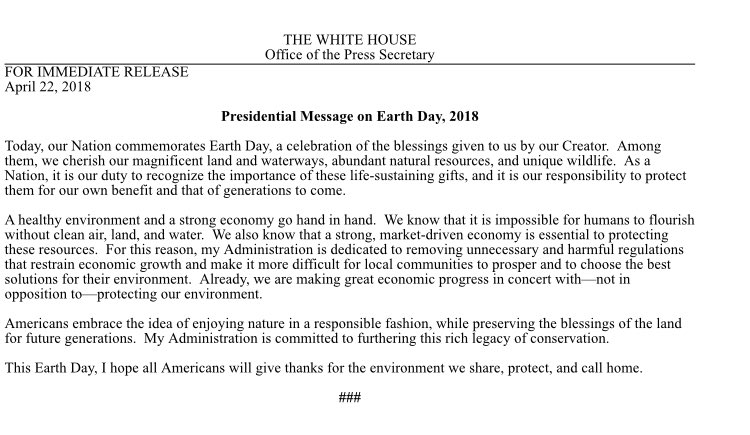 THE WHITE HOUSE
Office of the Press Secretary
FOR IMMEDIATE RELEASE
April 22, 2018
Presidential Message on Earth Day, 2018
Today, our Nation commemorates Earth Day, a celebration of the blessings given to us by our Creator.  Among
them, we cherish our magnificent land and waterways, abundant natural resources, and unique wildlife.  As a
Nation, it is our duty to recognize the importance of these life-sustaining gifts, and it is our responsibility to protect
them for our own benefit and that of generations to come.
A healthy environment and a strong economy go hand in hand.  We know that it is impossible for humans to flourish
without clean air, land, and water.  We also know that a strong, market-driven economy is essential to protecting
these resources.  For this reason, my Administration is dedicated to removing unnecessary and harmful regulations
that restrain economic growth and make it more difficult for local communities to prosper and to choose the best
solutions for their environment.  Already, we are making great economic progress in concert with—not in
opposition to—protecting our environment.
Americans embrace the idea of enjoying nature in a responsible fashion, while preserving the blessings of the land
for future generations.  My Administration is committed to furthering this rich legacy of conservation.
This Earth Day, I hope all Americans will give thanks for the environment we share, protect, and call home.
###